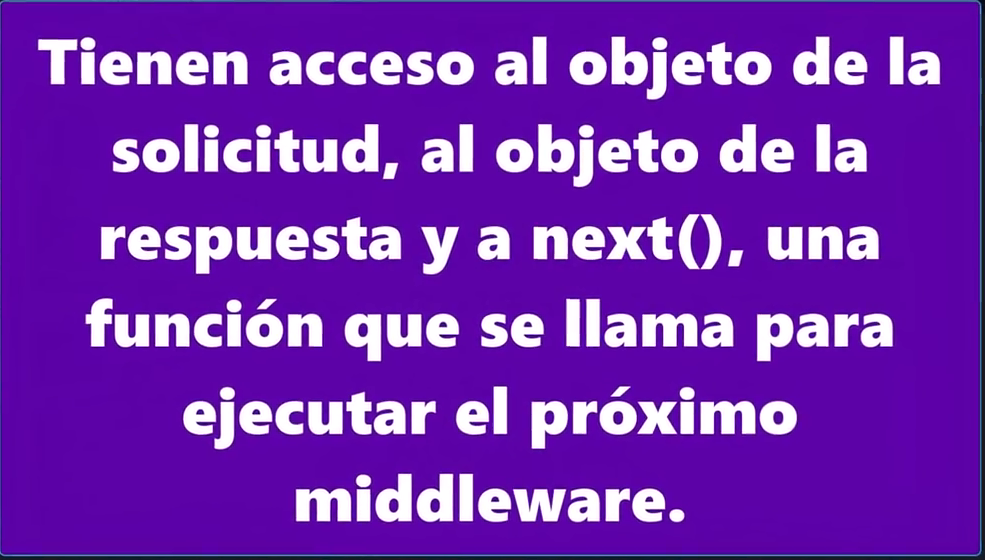 Tienen acceso al objeto de la
solicitud, al objeto de la
respuesta y a next(), una
función que se llama para
ejecutar el próximo
middleware.